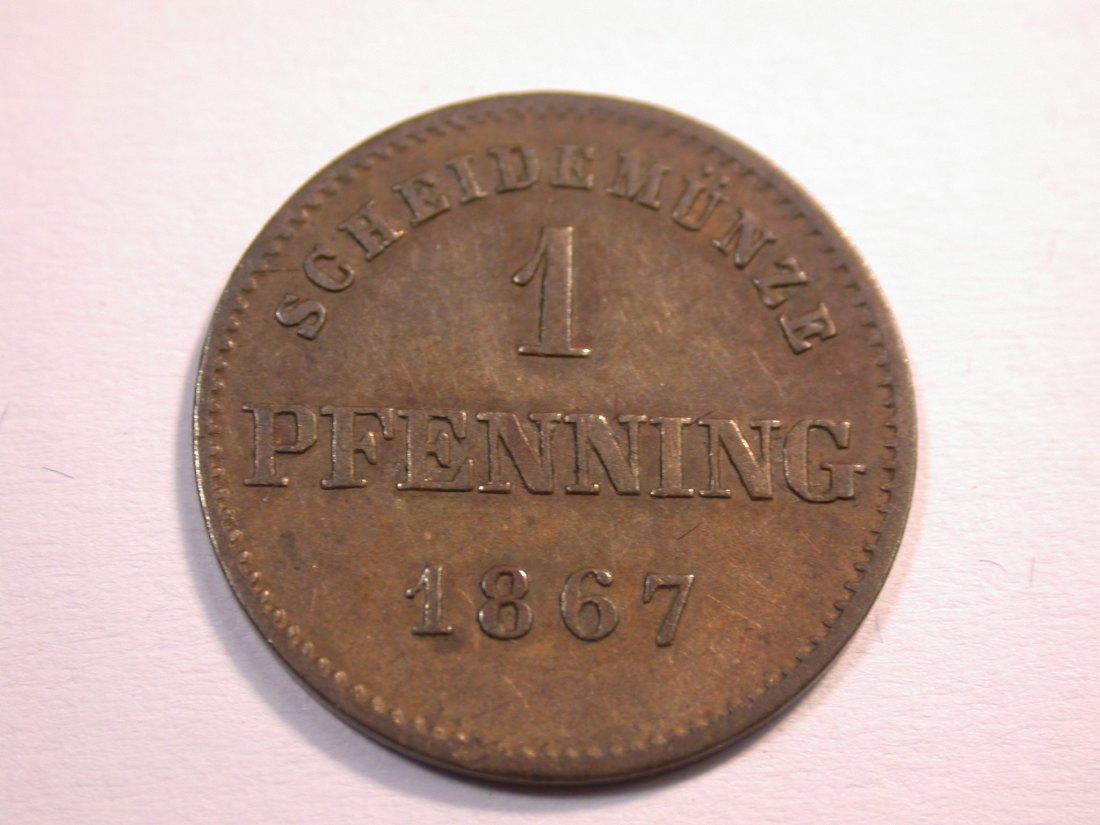 SCHEIDEMÜNZE
1
PFENNING
1867